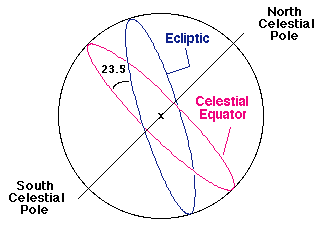 North
Celestial
Pole
Ecliptic
23.5
Celestial
Equator
x
South
Celestial
Pole